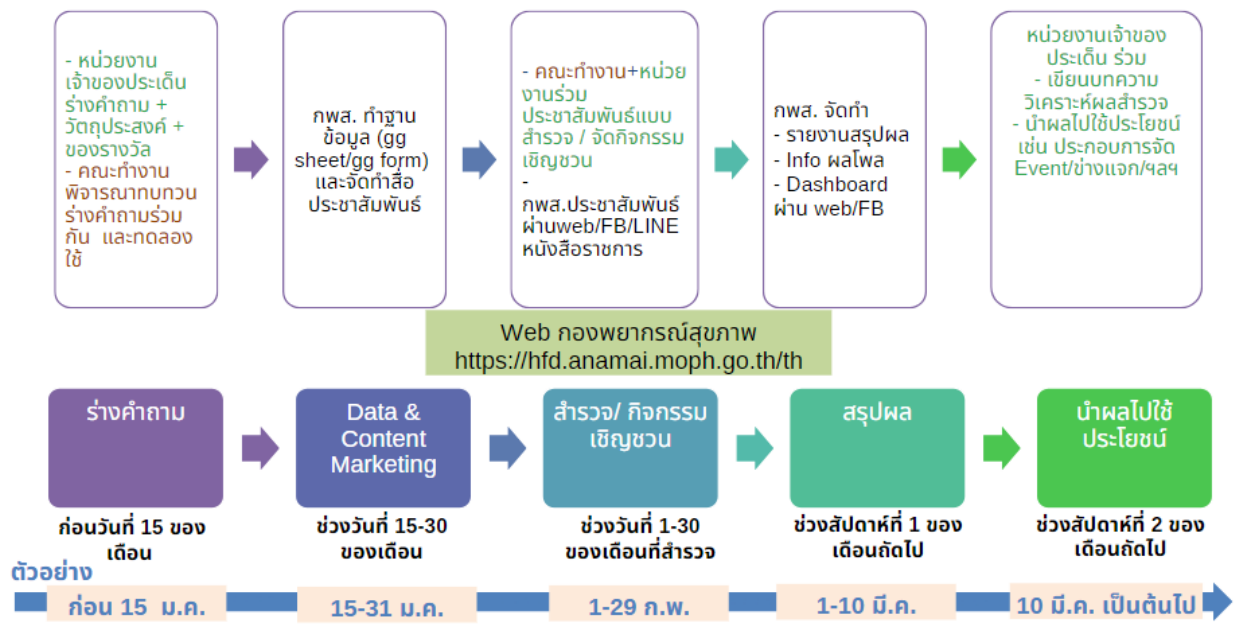 - หน่วยงาน
เจ้าของประเด็น
ร่างคำถาม +
วัตถุประสงค์ +
ของรางวัล
- คณะทำงาน
พิจารณาทบทวน
ร่างคำถามร่วม
กัน และทดลอง
ใช้
กพส. ทำฐาน
ข้อมูล (gg
sheet/gg form)
และจัดทำสื่อ
ประชาสัมพันธ์
- คณะทำงาน+หน่วย
งานร่วม
ประชาสัมพันธ์แบบ
สำรวจ / จัดกิจกรรม
เชิญชวน
-
กพส.ประชาสัมพันธ์
ผ่านweb/FB/LINE
หนังสือราชการ
กพส. จัดทำ
- รายงานสรุปผล
- Info ผลโพล
- Dashboard
ผ่าน web/FB
หน่วยงานเจ้าของ
ประเด็น ร่วม
- เขียนบทความ
วิเคราะห์ผลสำรวจ
- นำผลไปใช้ประโยชน์
เช่น ประกอบการจัด
Event/ข่างแจก/ฯลฯ
Web กองพยากรณ์สุขภาพ
https://hfd.anamai.moph.go.th/th
ร่างคำถาม
Data &
Content
Marketing
สำรวจ/ กิจกรรม
เชิญชวน
สรุปผล
นำผลไปใช้
ประโยชน์
ก่อนวันที่ 15 ของ
เดือน
ช่วงวันที่ 15-30
ของเดือน
ช่วงวันที่ 1-30
ของเดือนที่สำรวจ
ช่วงสัปดาห์ที่ 1 ของ
เดือนถัดไป
ช่วงสัปดาห์ที่ 2 ของ
เดือนถัดไป
ตัวอย่าง
ก่อน 15 ม.ค.
15-31 ม.ค.
1-29 ก.พ.
1-10 มี.ค.
10 มี.ค. เป็นต้นไป